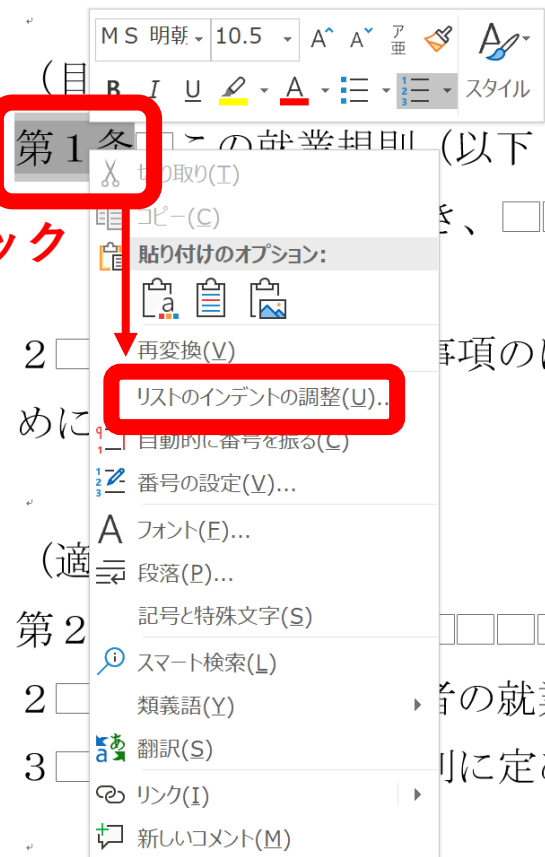 ＭＳ 明朝 10.5 A A ア亜
B I U A スタイル
（目
第１条□□この就業規則（以下
ック
き、□
切り取り(T)
コピー(C)
貼り付けのオプション:
再変換(V)
２□
事項の
リストのインデントの調整(U)..
めに
自動的に番号を振る(C)
番号の設定(V)...
フォント(F)...
（適
段落(P)...
記号と特殊文字(S)
第２
□□□
スマート検索(L)
２□
類義語(Y)
者の就
翻訳(S)
３□
則に定
リンク(I)
新しいコメント(M)